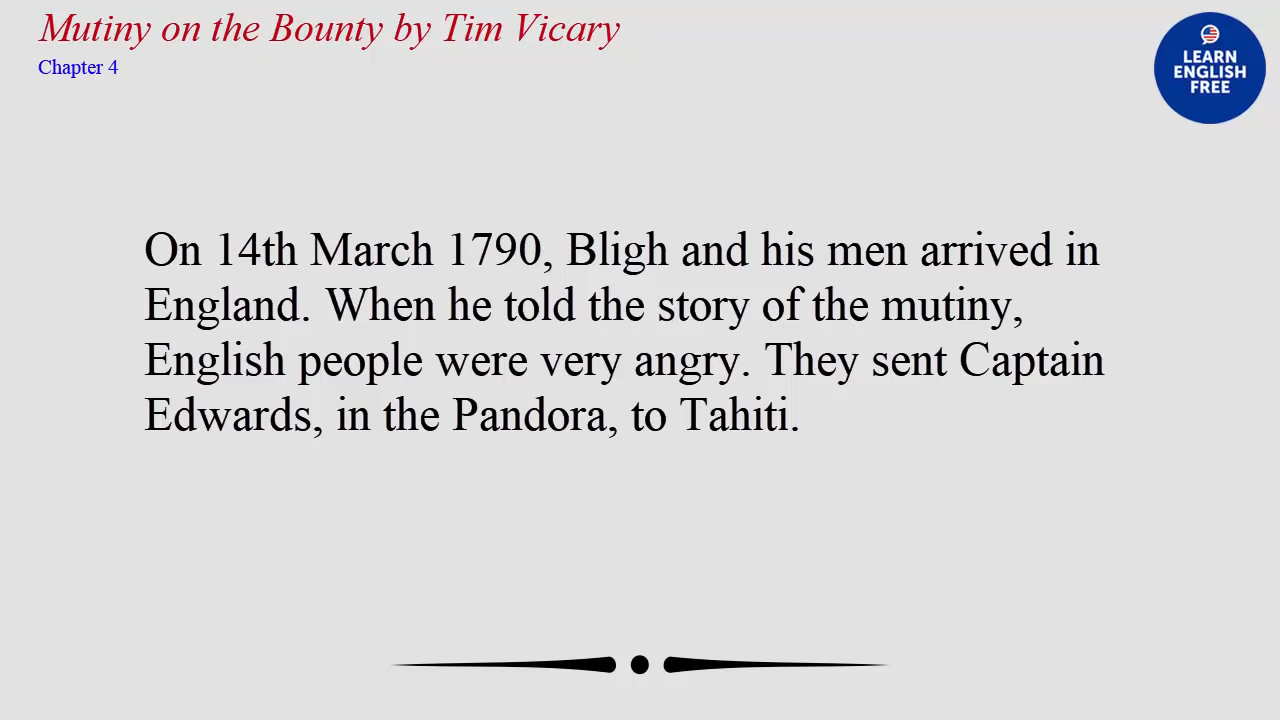 Mutiny on the Bounty by Tim Vicary
Chapter 4
LEARN
ENGLISH
FREE
On 14th March 1790, Bligh and his men arrived in
England. When he told the story of the mutiny,
English people were very angry. They sent Captain
Edwards, in the Pandora, to Tahiti.